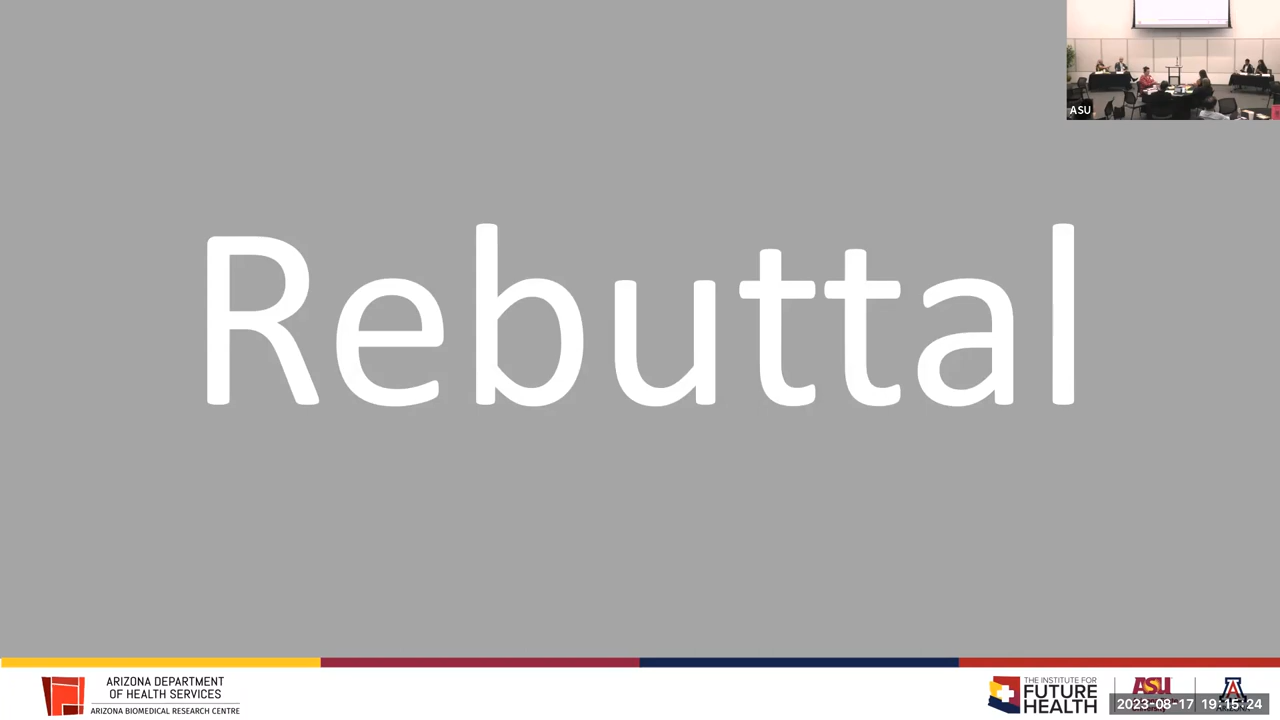 ASU
Rebuttal
ARIZONA DEPARTMENT
OF HEALTH SERVICES
ARIZONA BIOMEDICAL RESEARCH CENTRE
THE INSTITUTE FOR
FUTURE
HEALTH
ASU
A
2023-08-17 19:15:24